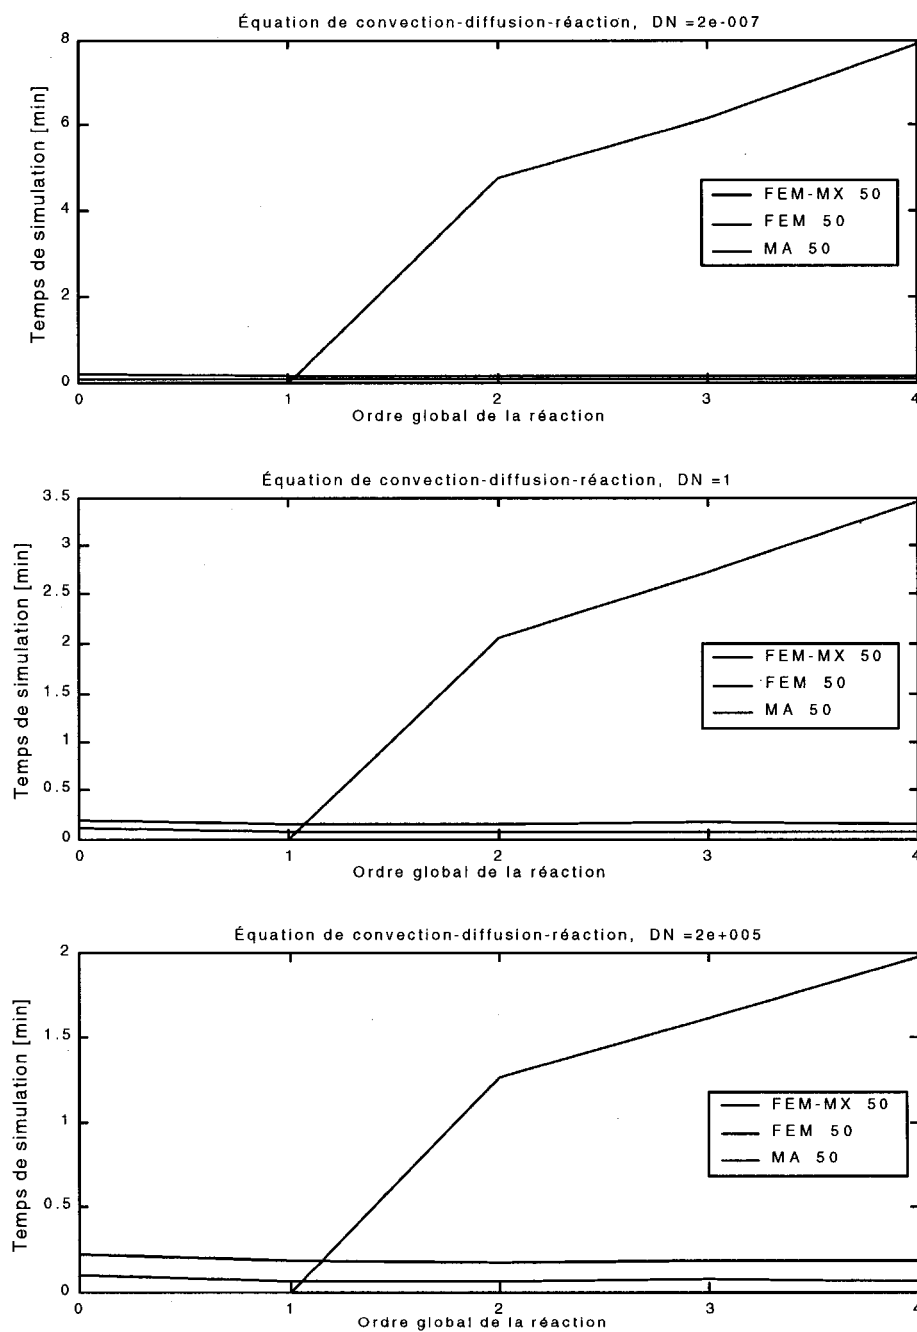 Équation de convection-diffusion-réaction, DN =2e-007
8
6
4
2
0
Temps de simulation [min]
FEM-MX 50
FEM 50
MA 50
0 1 2 3 4
Ordre global de la réaction
Équation de convection-diffusion-réaction, DN =1
3.5
3
2.5
2
1.5
1
0.5
0
Temps de simulation [min]
FEM-MX 50
FEM 50
MA 50
0 1 2 3 4
Ordre global de la réaction
Équation de convection-diffusion-réaction, DN =2e+005
2
1.5
1
0.5
0
Temps de simulation [min]
FEM-MX 50
FEM 50
MA 50
0 1 2 3 4
Ordre global de la réaction